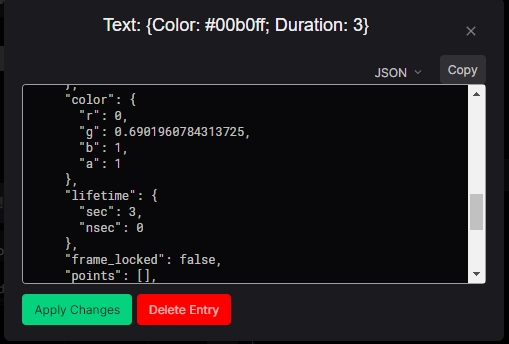 Text: {Color: #00b0ff; Duration: 3}
JSON
Copy
},
"color": {
"r": 0,
"g": 0.6901960784313725,
"b": 1,
"a": 1
},
"lifetime": {
"sec": 3,
"nsec": 0
},
"frame_locked": false,
"points": [],
Apply Changes
Delete Entry